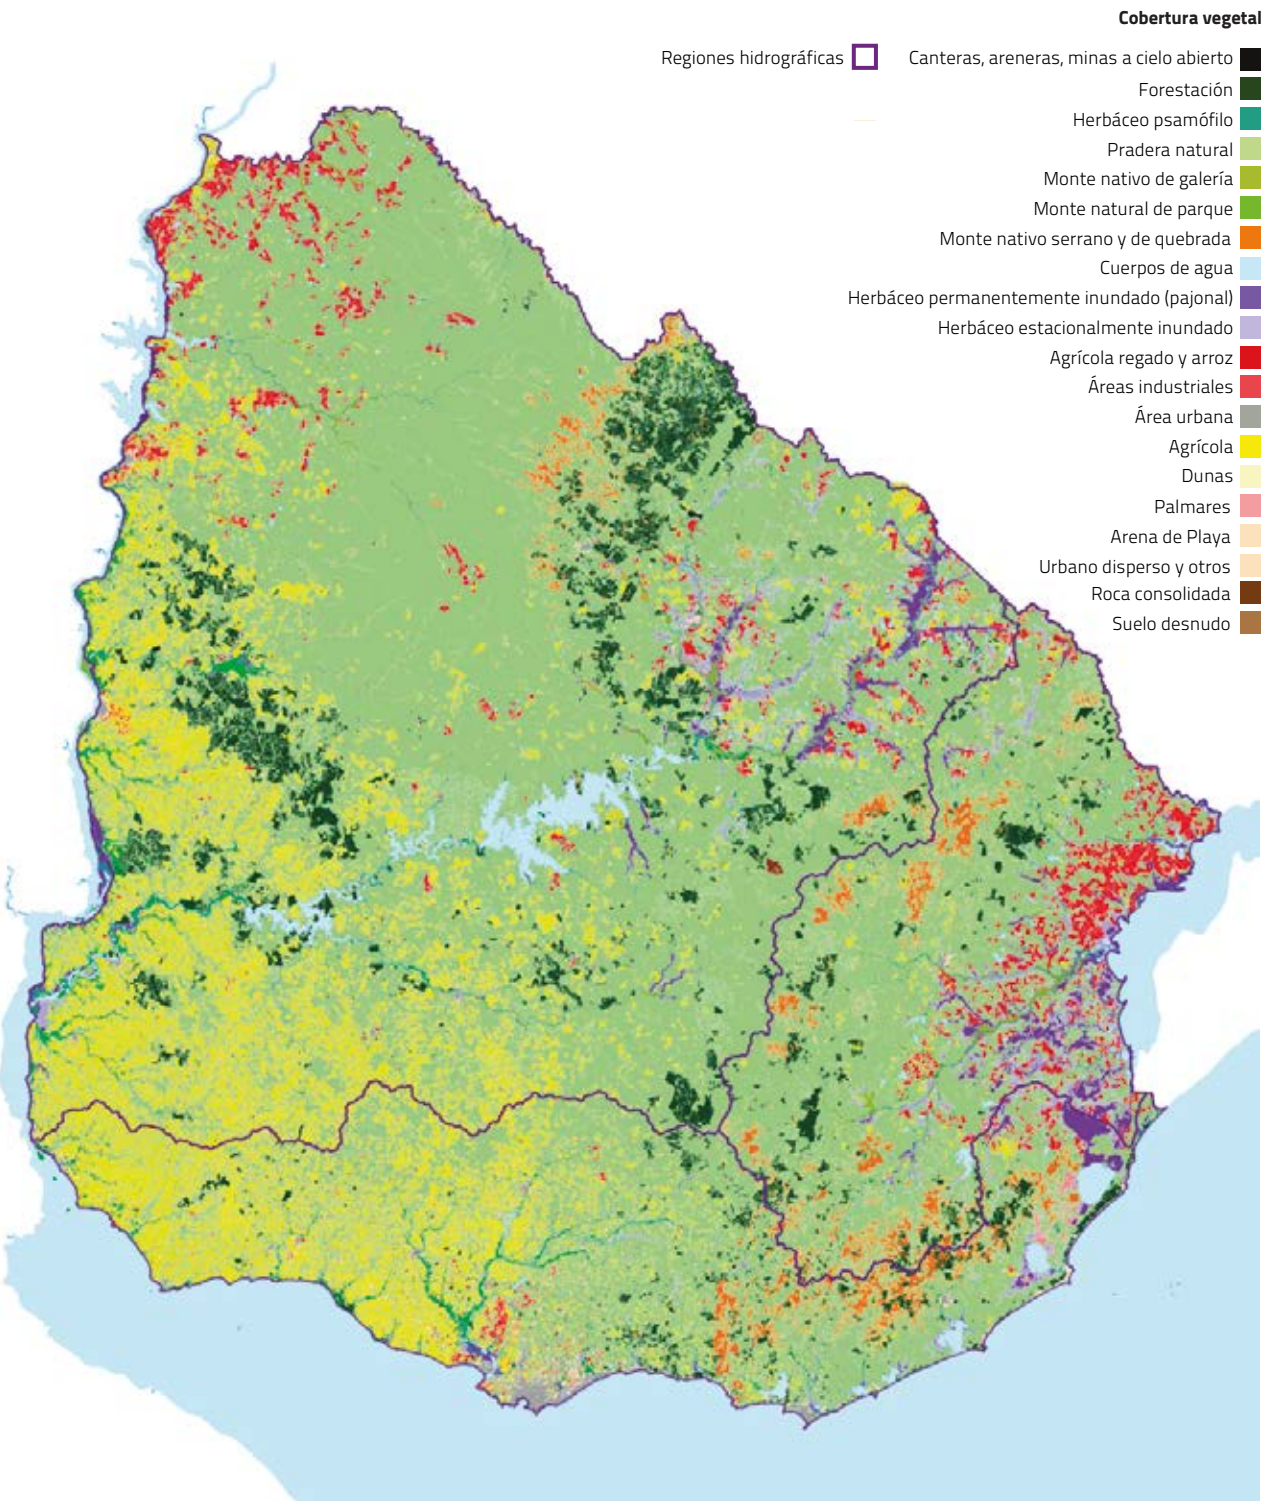 Cobertura vegetal
Regiones hidrográficas
Canteras, areneras, minas a cielo abierto
Forestación
Herbáceo psamófilo
Pradera natural
Monte nativo de galería
Monte natural de parque
Monte nativo serrano y de quebrada
Cuerpos de agua
Herbáceo permanentemente inundado (pajonal)
Herbáceo estacionalmente inundado
Agrícola regado y arroz
Áreas industriales
Área urbana
Agrícola
Dunas
Palmares
Arena de Playa
Urbano disperso y otros
Roca consolidada
Suelo desnudo